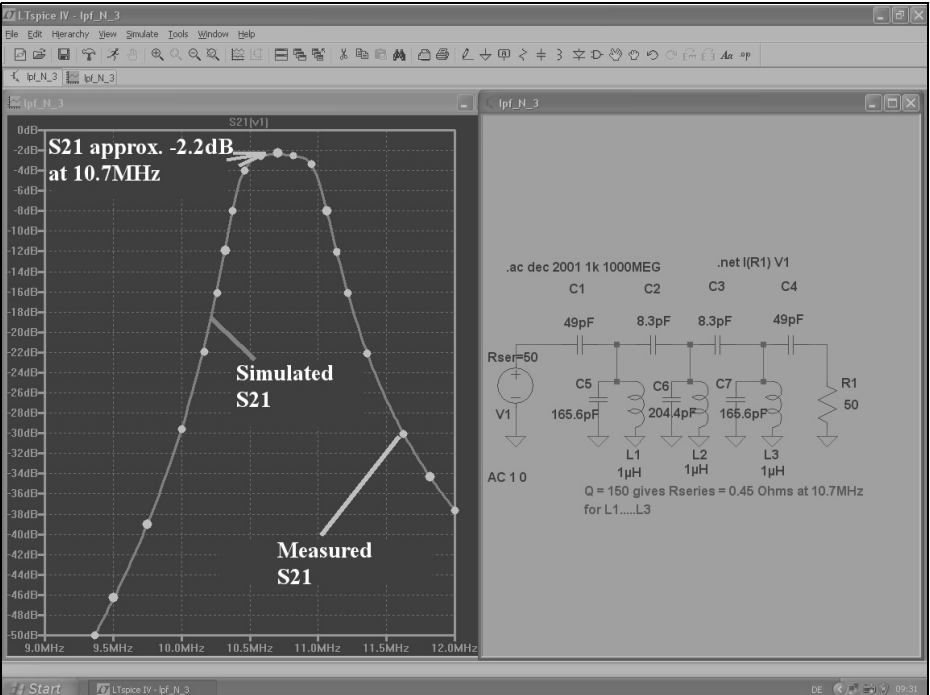 LTspice IV - lpf_N_3
File Edit Hierarchy View Simulate Tools Window Help
lpf_N_3 lpf_N_3
lpf_N_3
S21(v1)
0dB
-2dB
-4dB
-6dB
-8dB
-10dB
-12dB
-14dB
-16dB
-18dB
-20dB
-22dB
-24dB
-26dB
-28dB
-30dB
-32dB
-34dB
-36dB
-38dB
-40dB
-42dB
-44dB
-46dB
-48dB
-50dB
S21 approx. -2.2dB
at 10.7MHz
Simulated
S21
Measured
S21
9.0MHz 9.5MHz 10.0MHz 10.5MHz 11.0MHz 11.5MHz 12.0MHz
lpf_N_3
.ac dec 2001 1k 1000MEG
.net I(R1) V1
C1 C2 C3 C4
49pF 8.3pF 8.3pF 49pF
Rser=50
V1
AC 1 0
C5 C6 C7
165.6pF 204.4pF 165.6pF
R1
50
L1 L2 L3
1µH 1µH 1µH
Q = 150 gives Rseries = 0.45 Ohms at 10.7MHz
for L1.....L3
Start LTspice IV - lpf_N_3 DE 09:31